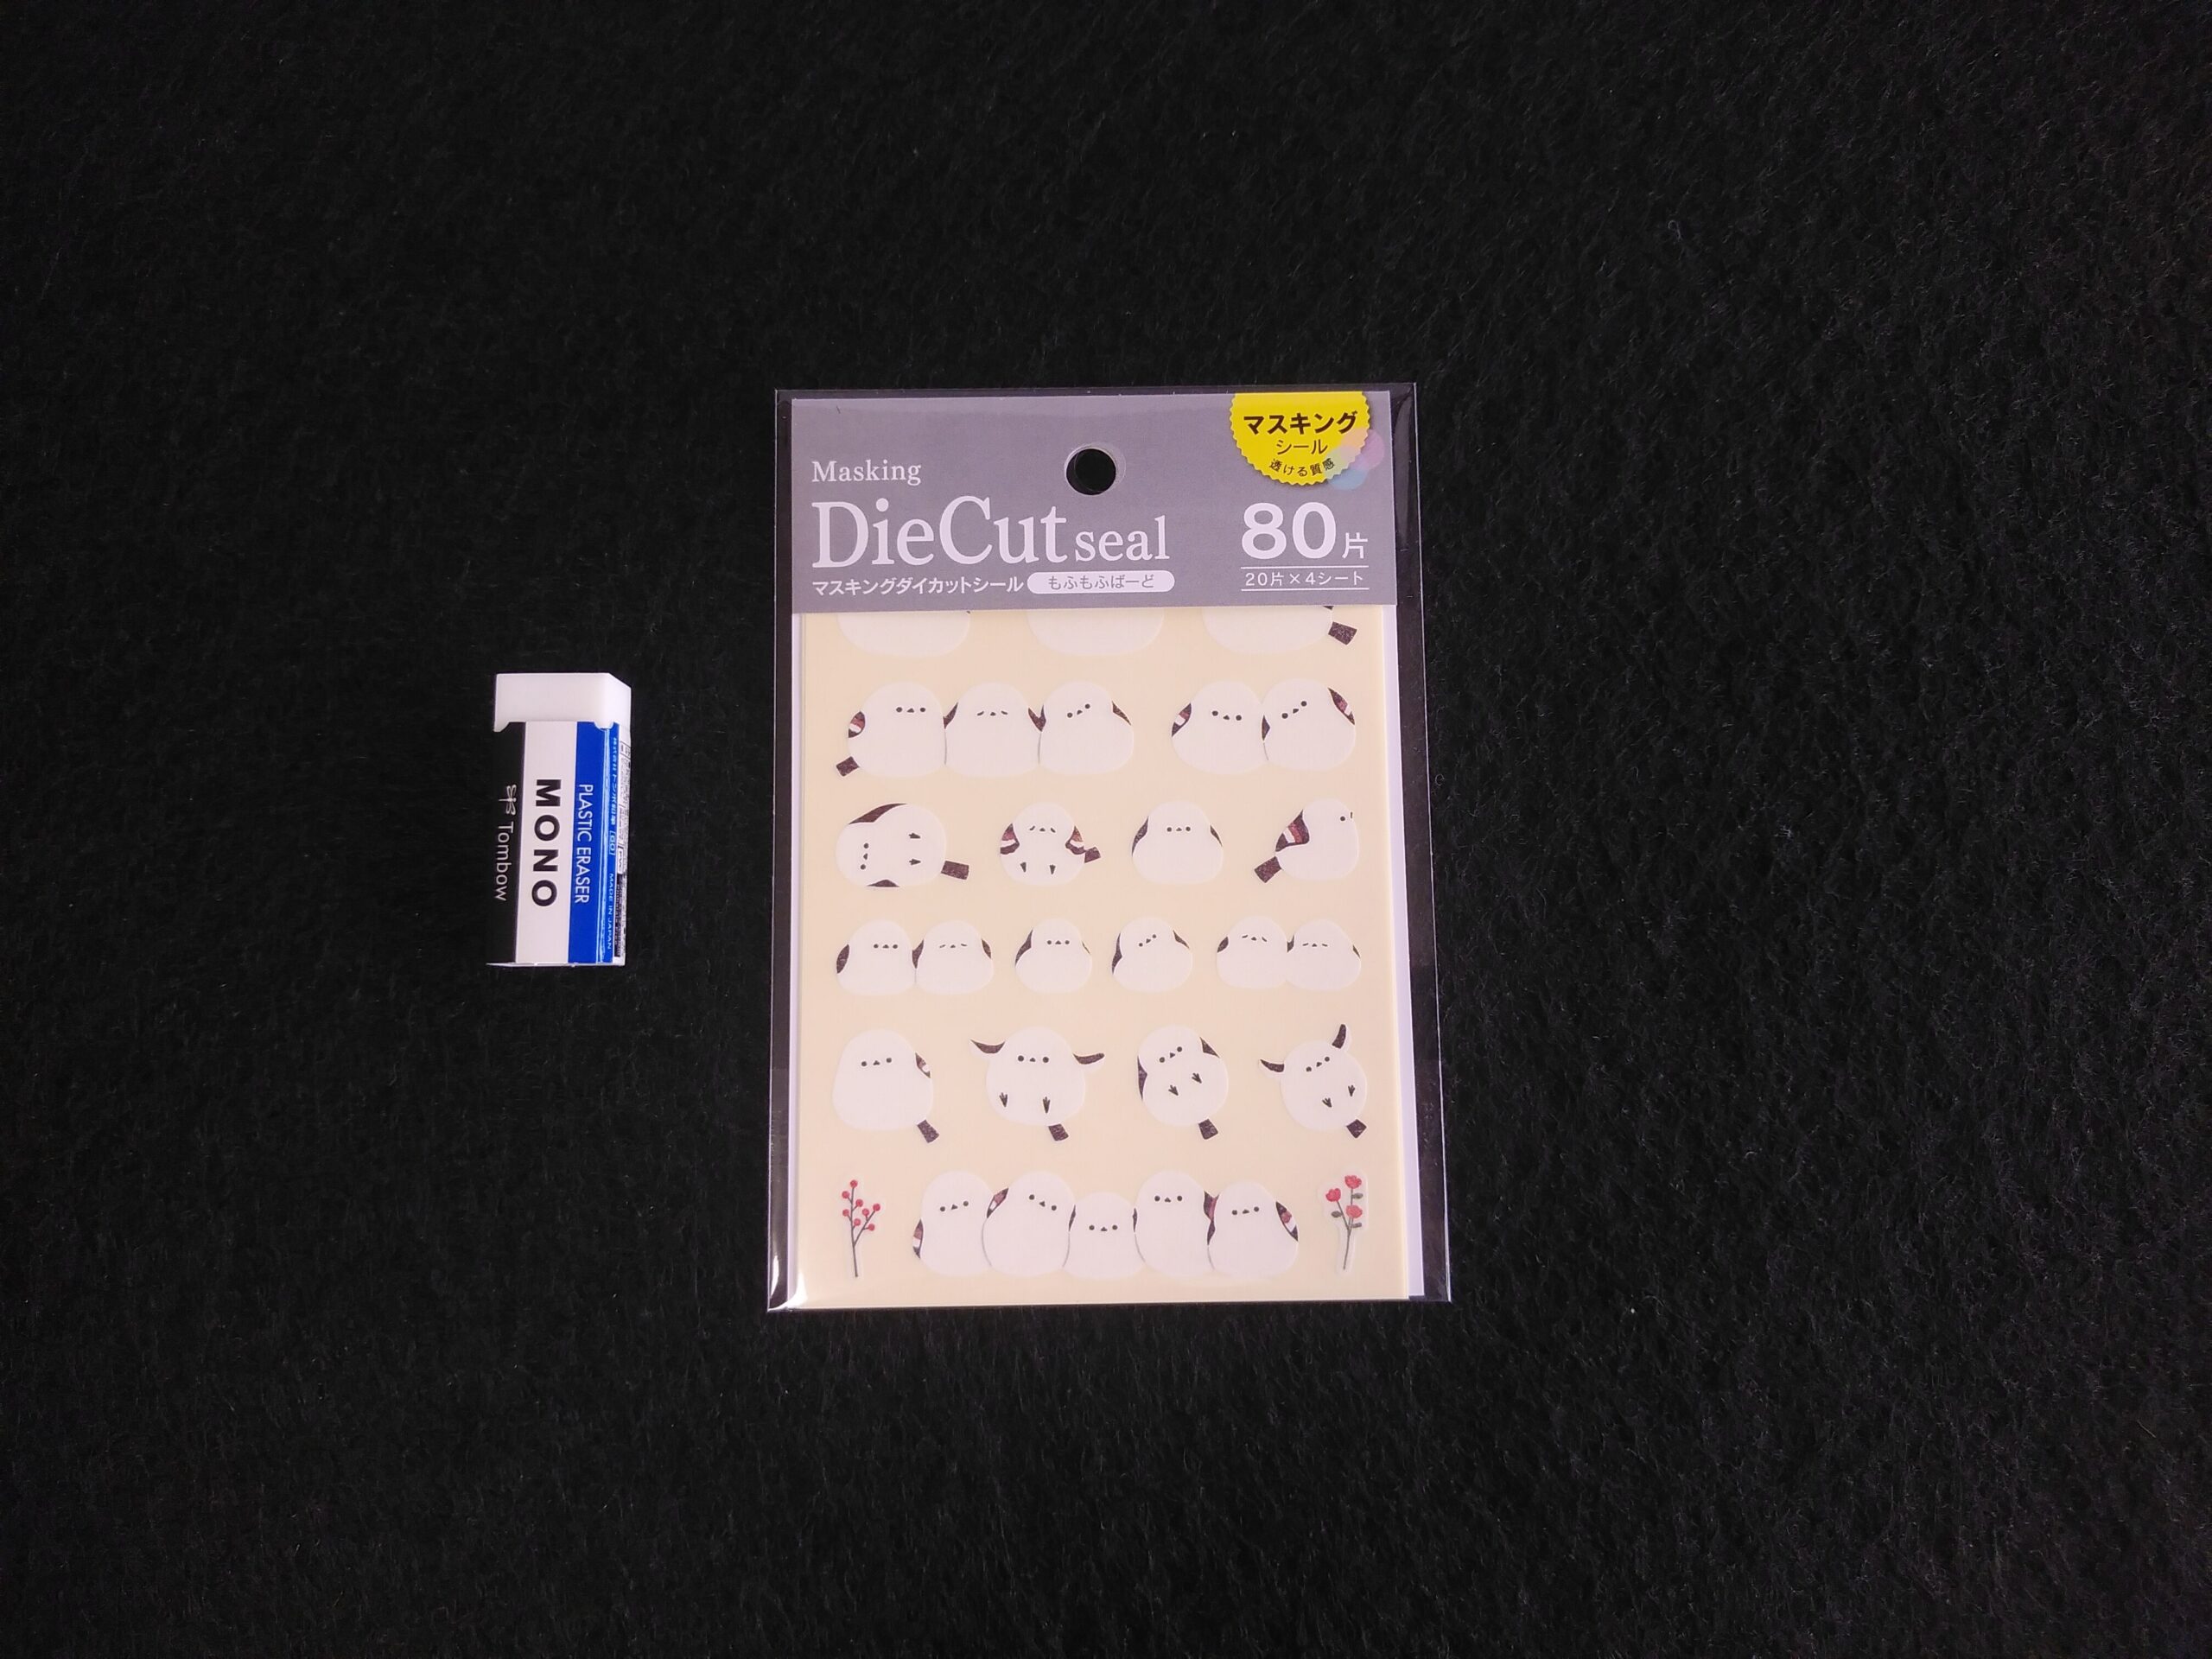 マスキング
シール
透ける質感
Masking
DieCut seal
80片
マスキングダイカットシール もふもふばーど
20片×4シート
PLASTIC ERASER
MONO
Tombow
MADE IN JAPAN